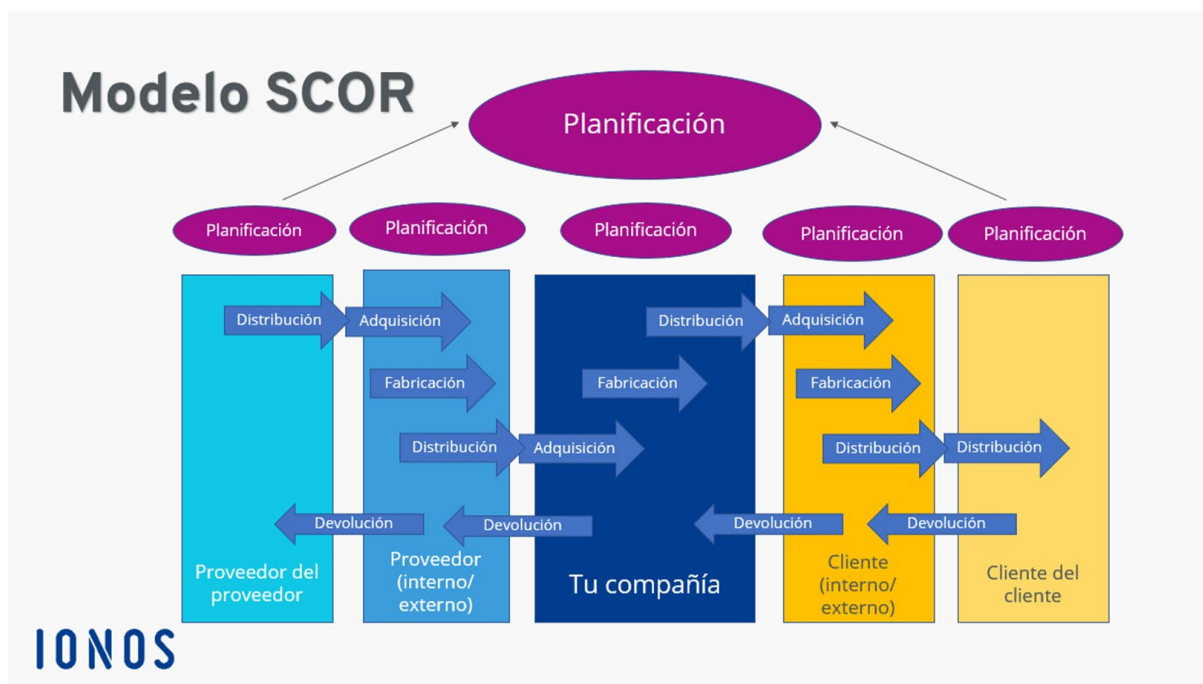 Modelo SCOR
Planificación
Planificación
Planificación
Planificación
Planificación
Planificación
Distribución
Adquisición
Distribución
Adquisición
Fabricación
Fabricación
Fabricación
Distribución
Adquisición
Distribución
Distribución
Devolución
Devolución
Devolución
Devolución
Proveedor del
proveedor
Proveedor
(interno/
externo)
Tu compañía
Cliente
(interno/
externo)
Cliente del
cliente
IONOS